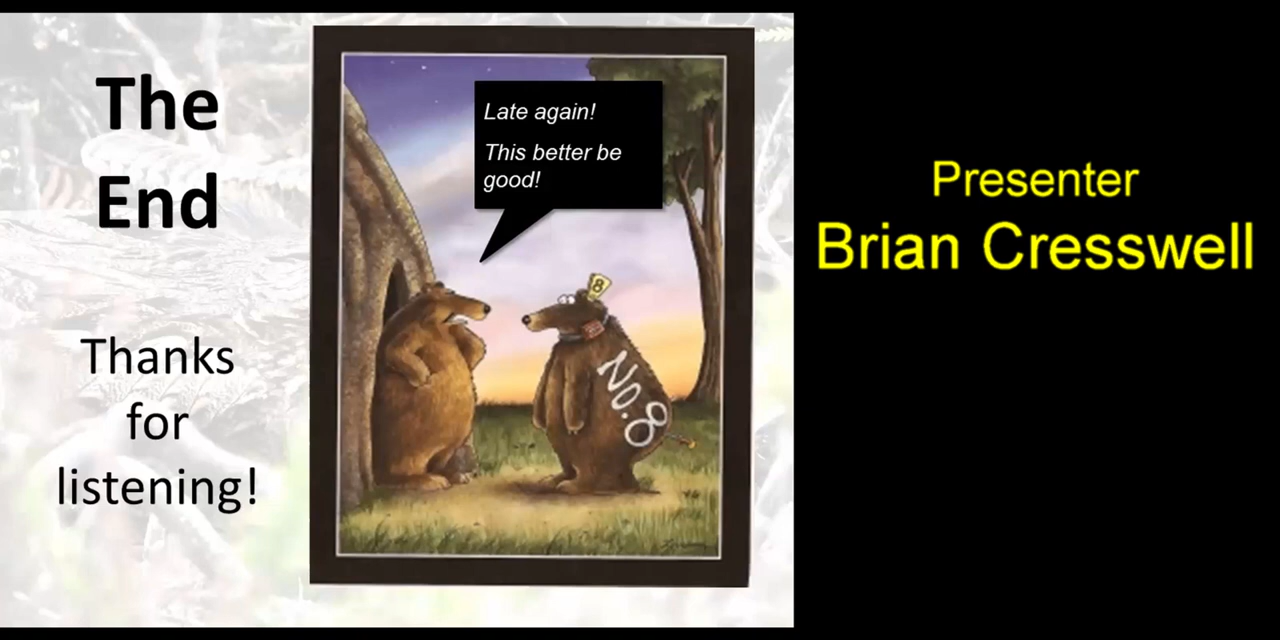 The
End
Thanks
for
listening!
Late again!
This better be
good!
8
No.8
Presenter
Brian Cresswell